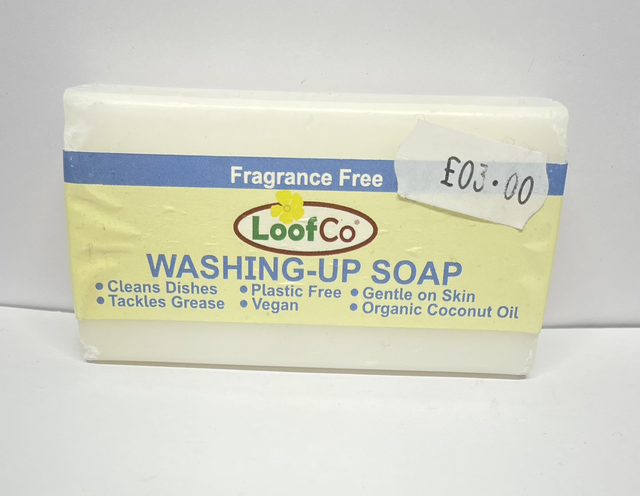 Fragrance Free
£03.00
LoofCo®
WASHING-UP SOAP
• Cleans Dishes • Plastic Free • Gentle on Skin
• Tackles Grease • Vegan • Organic Coconut Oil